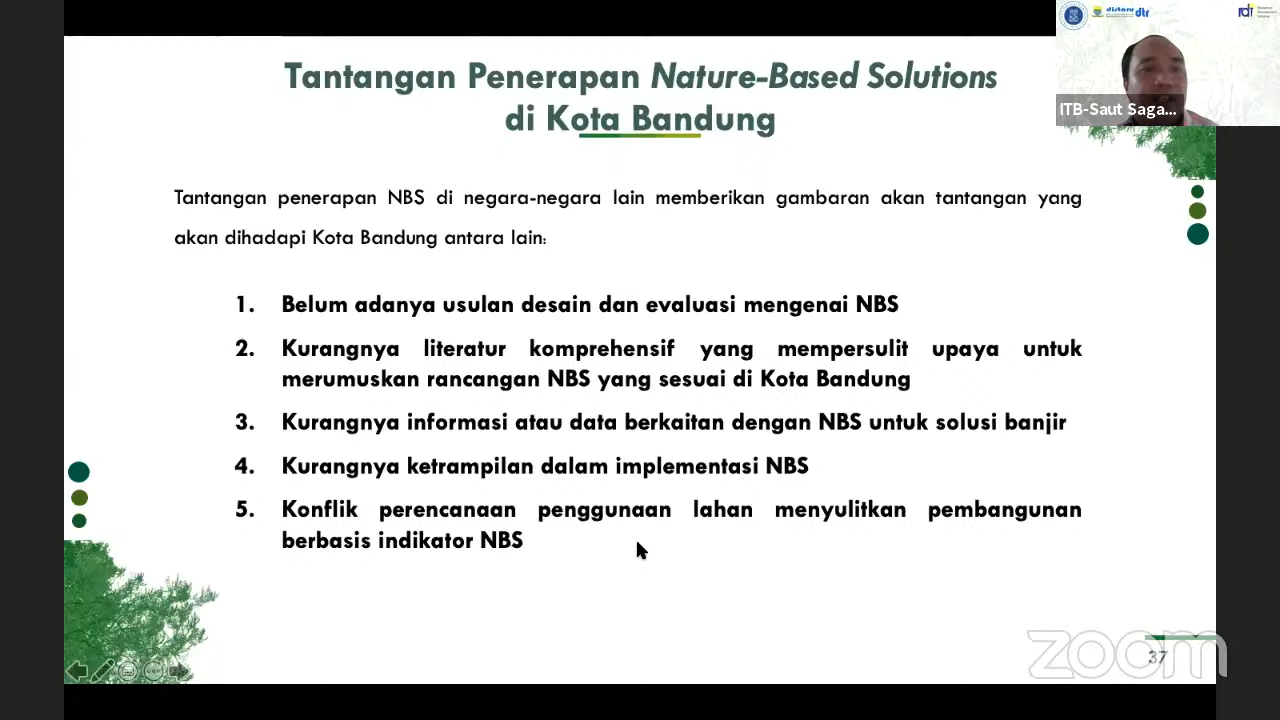 Tantangan Penerapan Nature-Based Solutions
di Kota Bandung
distaru
dtr
rdi
ITB-Saut Saga...
Tantangan penerapan NBS di negara-negara lain memberikan gambaran akan tantangan yang
akan dihadapi Kota Bandung antara lain:
1. Belum adanya usulan desain dan evaluasi mengenai NBS
2. Kurangnya literatur komprehensif yang mempersulit upaya untuk
merumuskan rancangan NBS yang sesuai di Kota Bandung
3. Kurangnya informasi atau data berkaitan dengan NBS untuk solusi banjir
4. Kurangnya ketrampilan dalam implementasi NBS
5. Konflik perencanaan penggunaan lahan menyulitkan pembangunan
berbasis indikator NBS
zoom
37